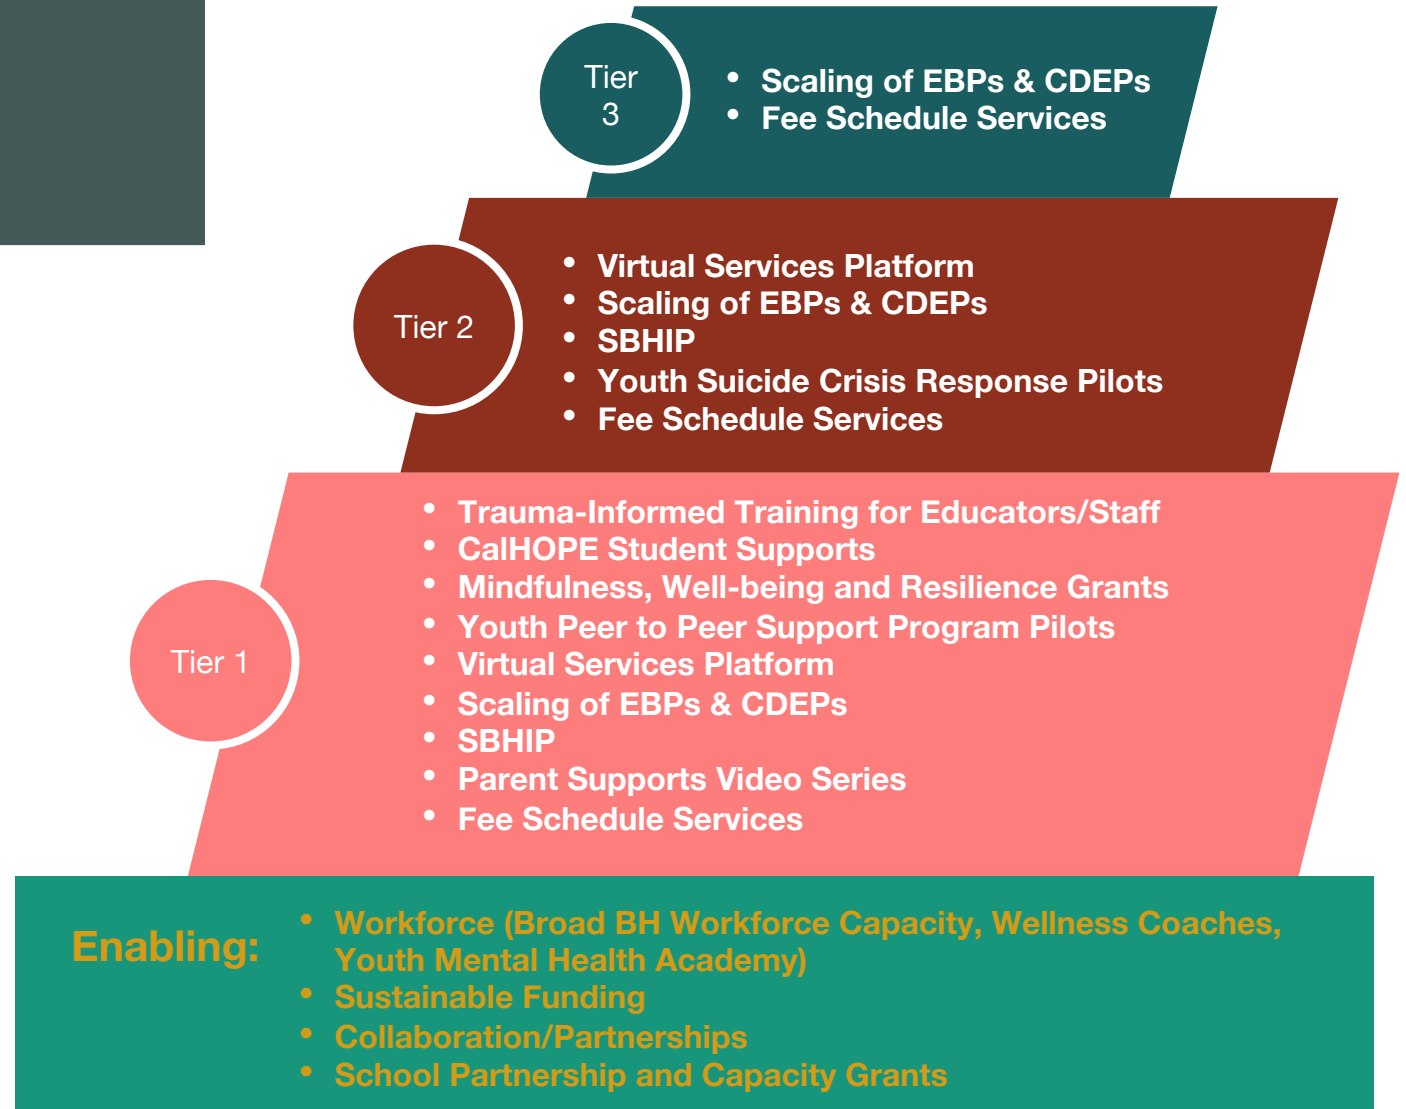 Tier
3
• Scaling of EBPs & CDEPs
• Fee Schedule Services
Tier 2
• Virtual Services Platform
• Scaling of EBPs & CDEPs
• SBHIP
• Youth Suicide Crisis Response Pilots
• Fee Schedule Services
Tier 1
• Trauma-Informed Training for Educators/Staff
• CalHOPE Student Supports
• Mindfulness, Well-being and Resilience Grants
• Youth Peer to Peer Support Program Pilots
• Virtual Services Platform
• Scaling of EBPs & CDEPs
• SBHIP
• Parent Supports Video Series
• Fee Schedule Services
Enabling:
• Workforce (Broad BH Workforce Capacity, Wellness Coaches,
Youth Mental Health Academy)
• Sustainable Funding
• Collaboration/Partnerships
• School Partnership and Capacity Grants